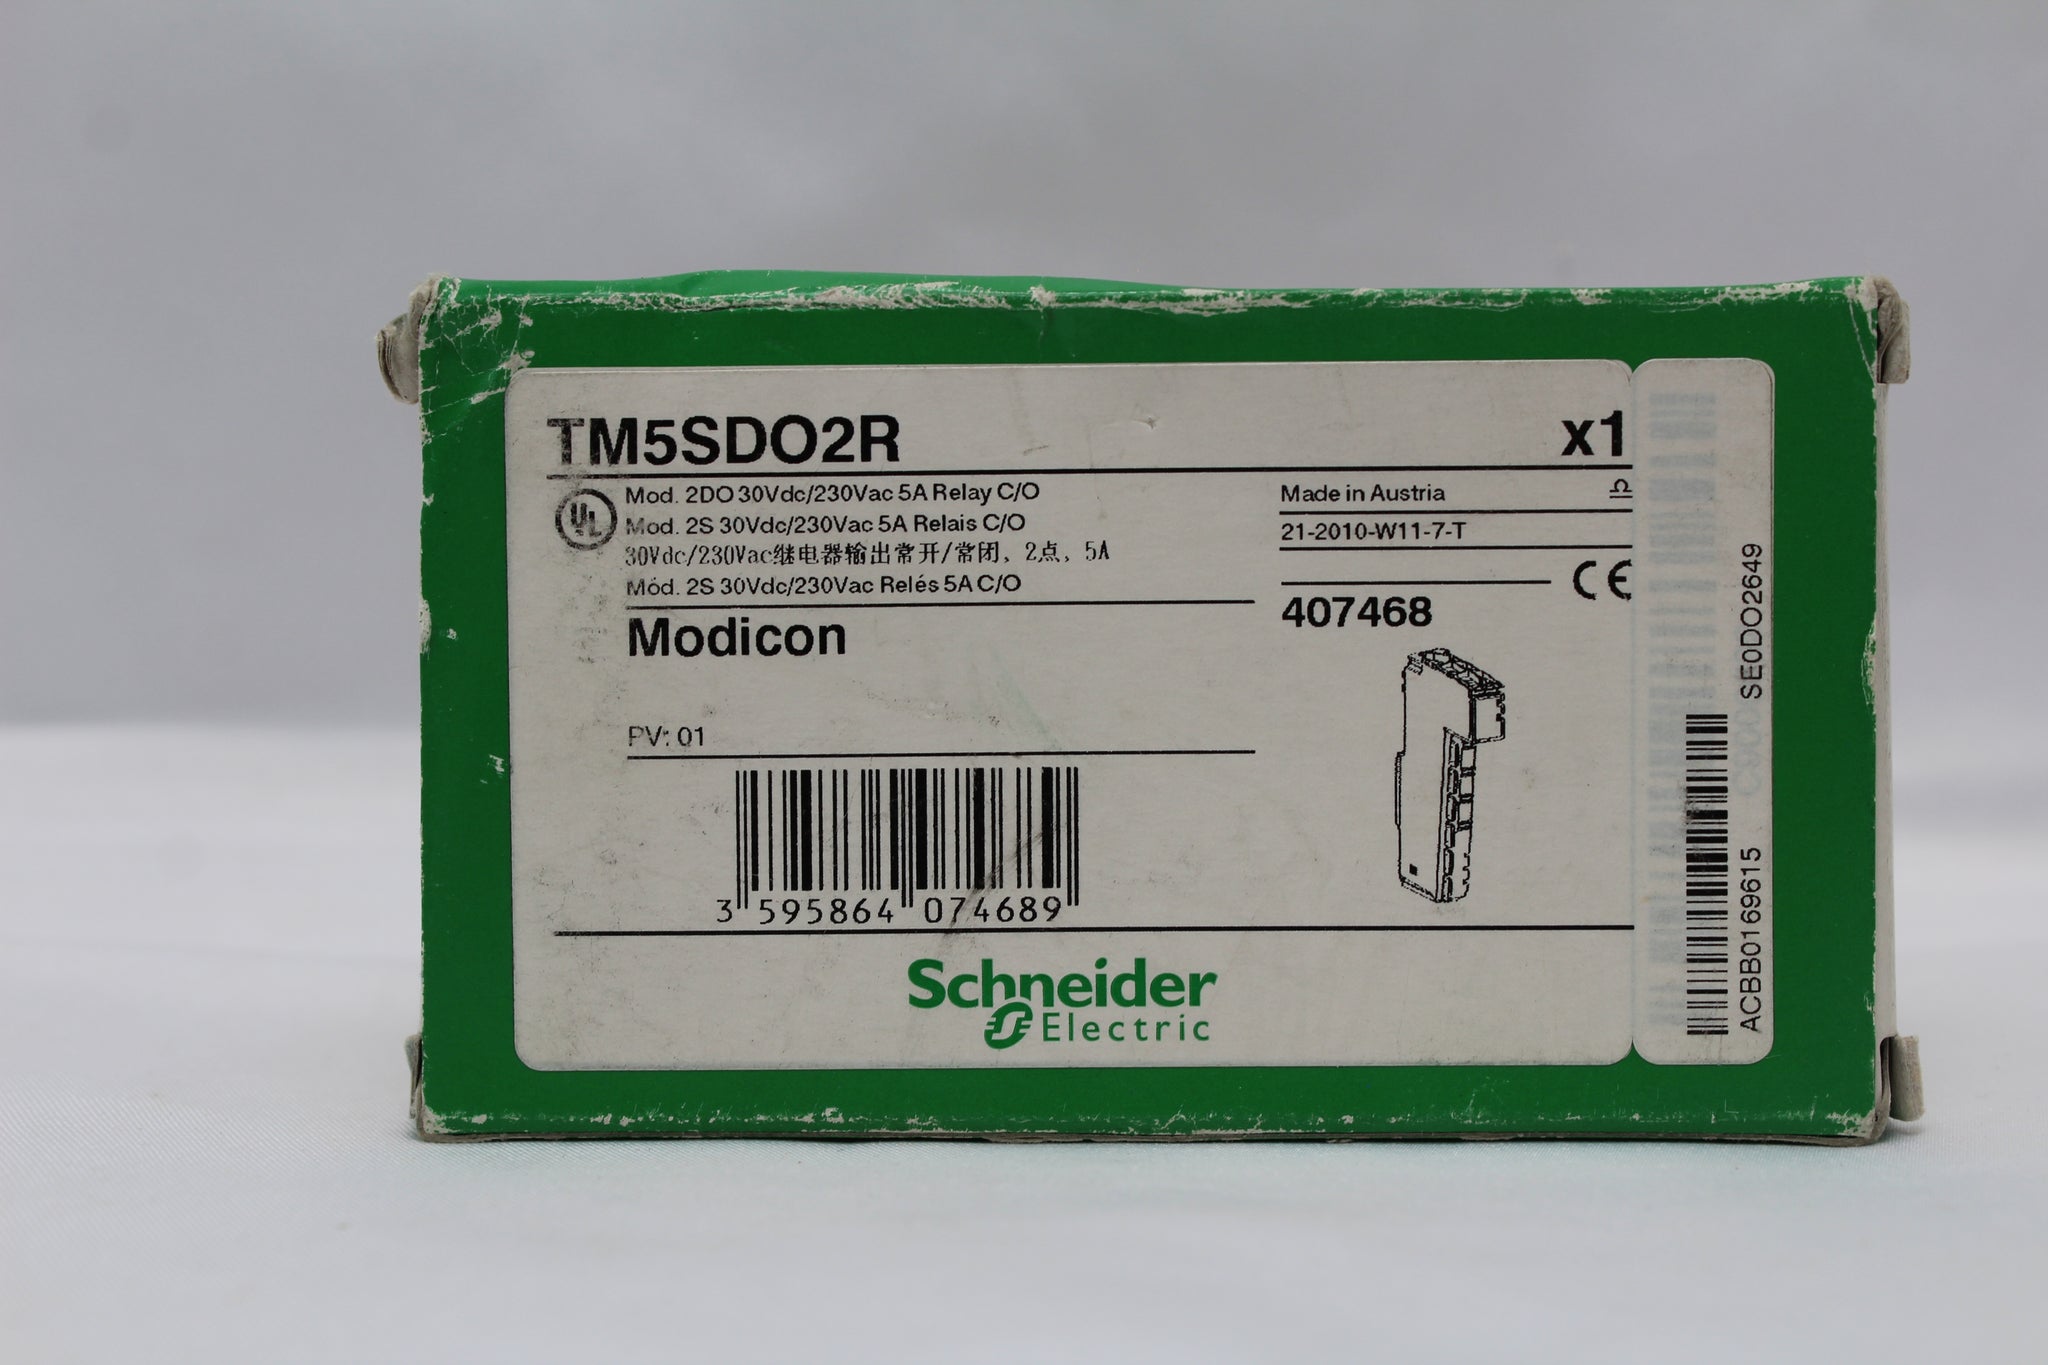 TM5SDO2R x1
UL
Mod. 2DO 30Vdc/230Vac 5A Relay C/O
Mod. 2S 30Vdc/230Vac 5A Relais C/O
30Vdc/230Vac继电器输出常开/常闭, 2点, 5A
Mód. 2S 30Vdc/230Vac Relés 5A C/O
Made in Austria
21-2010-W11-7-T
CE
407468
Modicon
PV: 01
3 595864 074689
Schneider
Electric
ACBB0169615 SE0DO2649